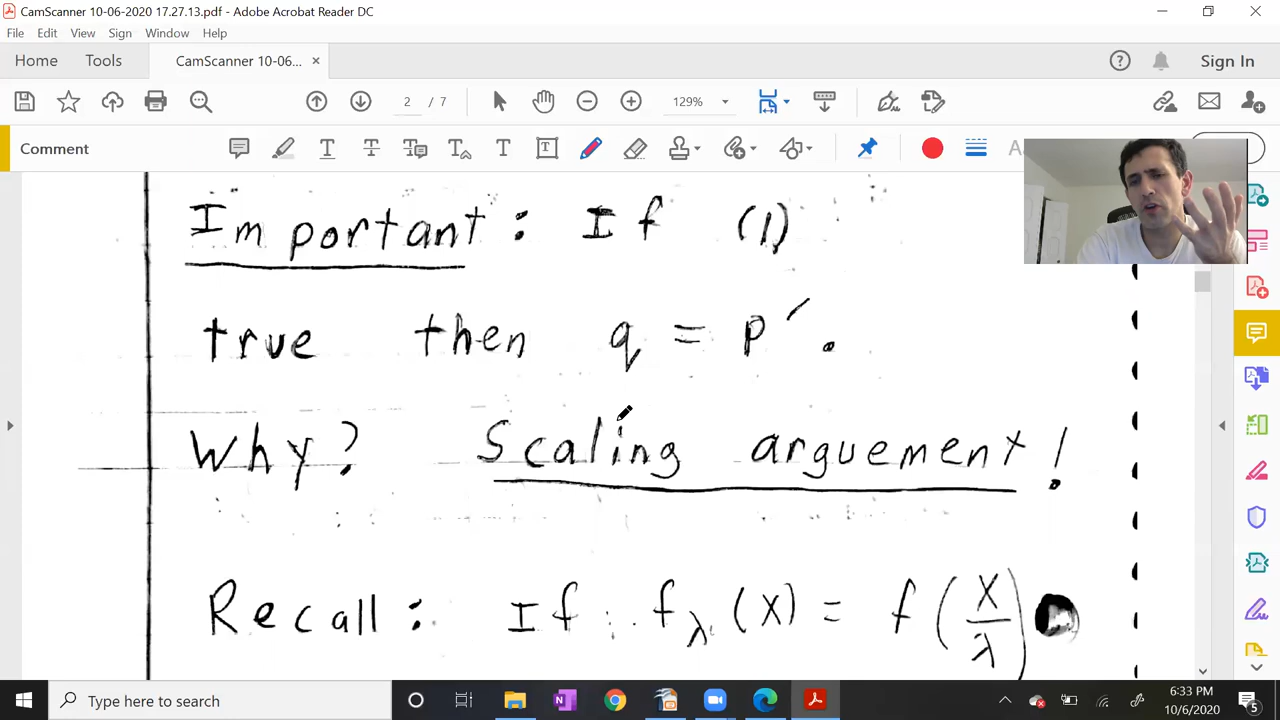 CamScanner 10-06-2020 17.27.13.pdf - Adobe Acrobat Reader DC
File Edit View Sign Window Help
Home Tools CamScanner 10-06... × Sign In
2 / 7 129%
Comment
Important: If (1)
true then q = p′.
Why? Scaling arguement!
Recall: If f_λ(x) = f(x/λ)
Type here to search
6:33 PM
10/6/2020
5